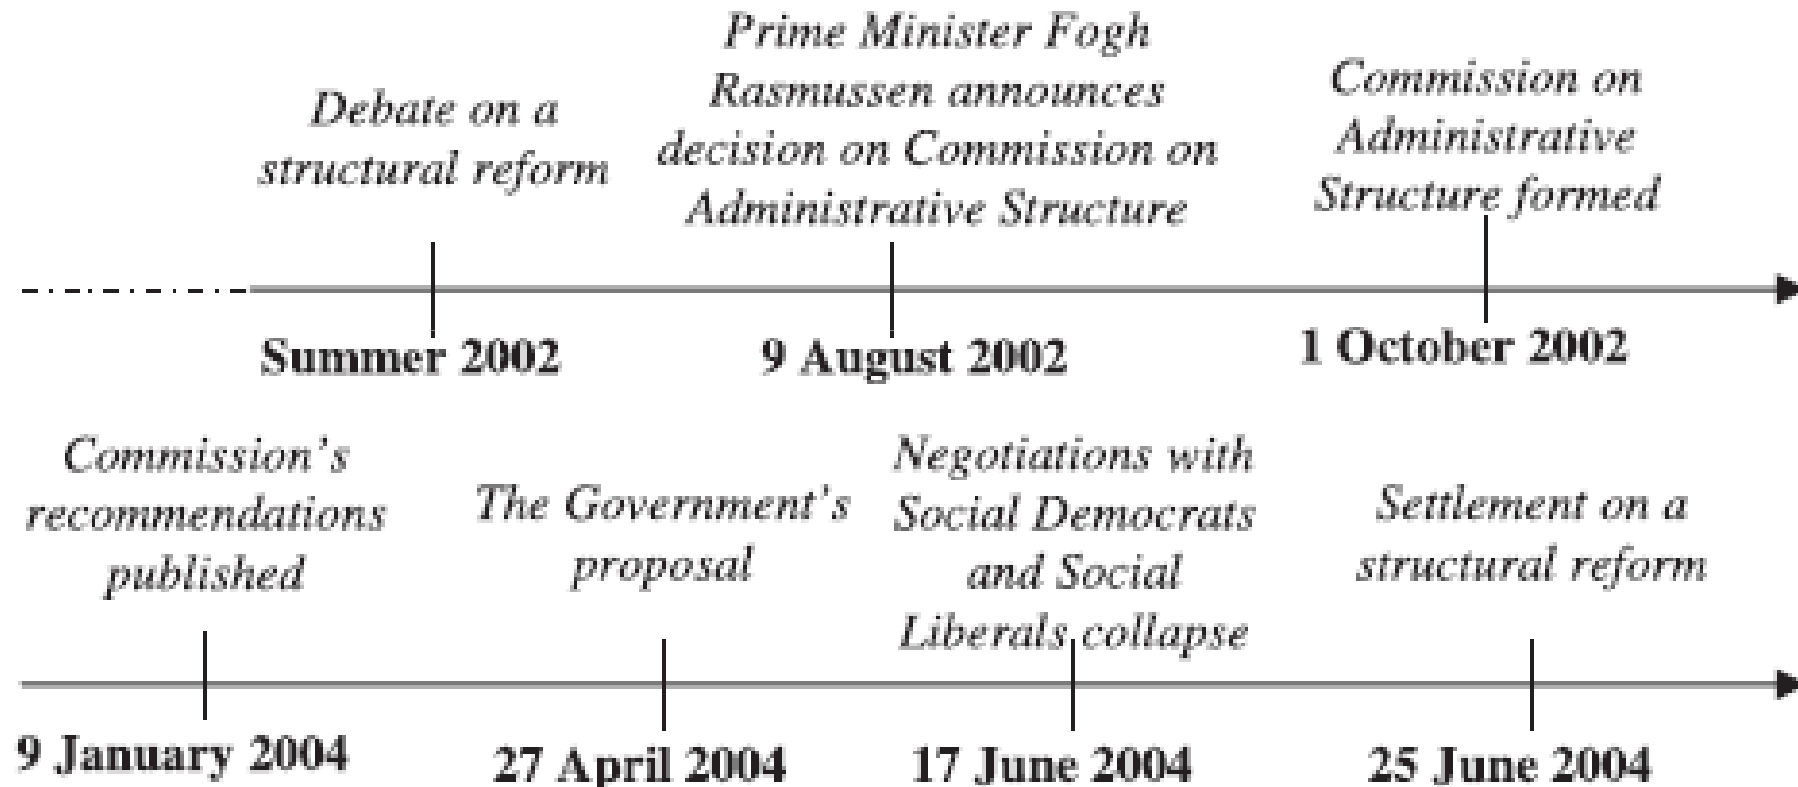 Debate on a
structural reform
Summer 2002
Prime Minister Fogh
Rasmussen announces
decision on Commission on
Administrative Structure
9 August 2002
Commission on
Administrative
Structure formed
1 October 2002
Commission's
recommendations
published
9 January 2004
The Government's
proposal
27 April 2004
Negotiations with
Social Democrats
and Social
Liberals collapse
17 June 2004
Settlement on a
structural reform
25 June 2004